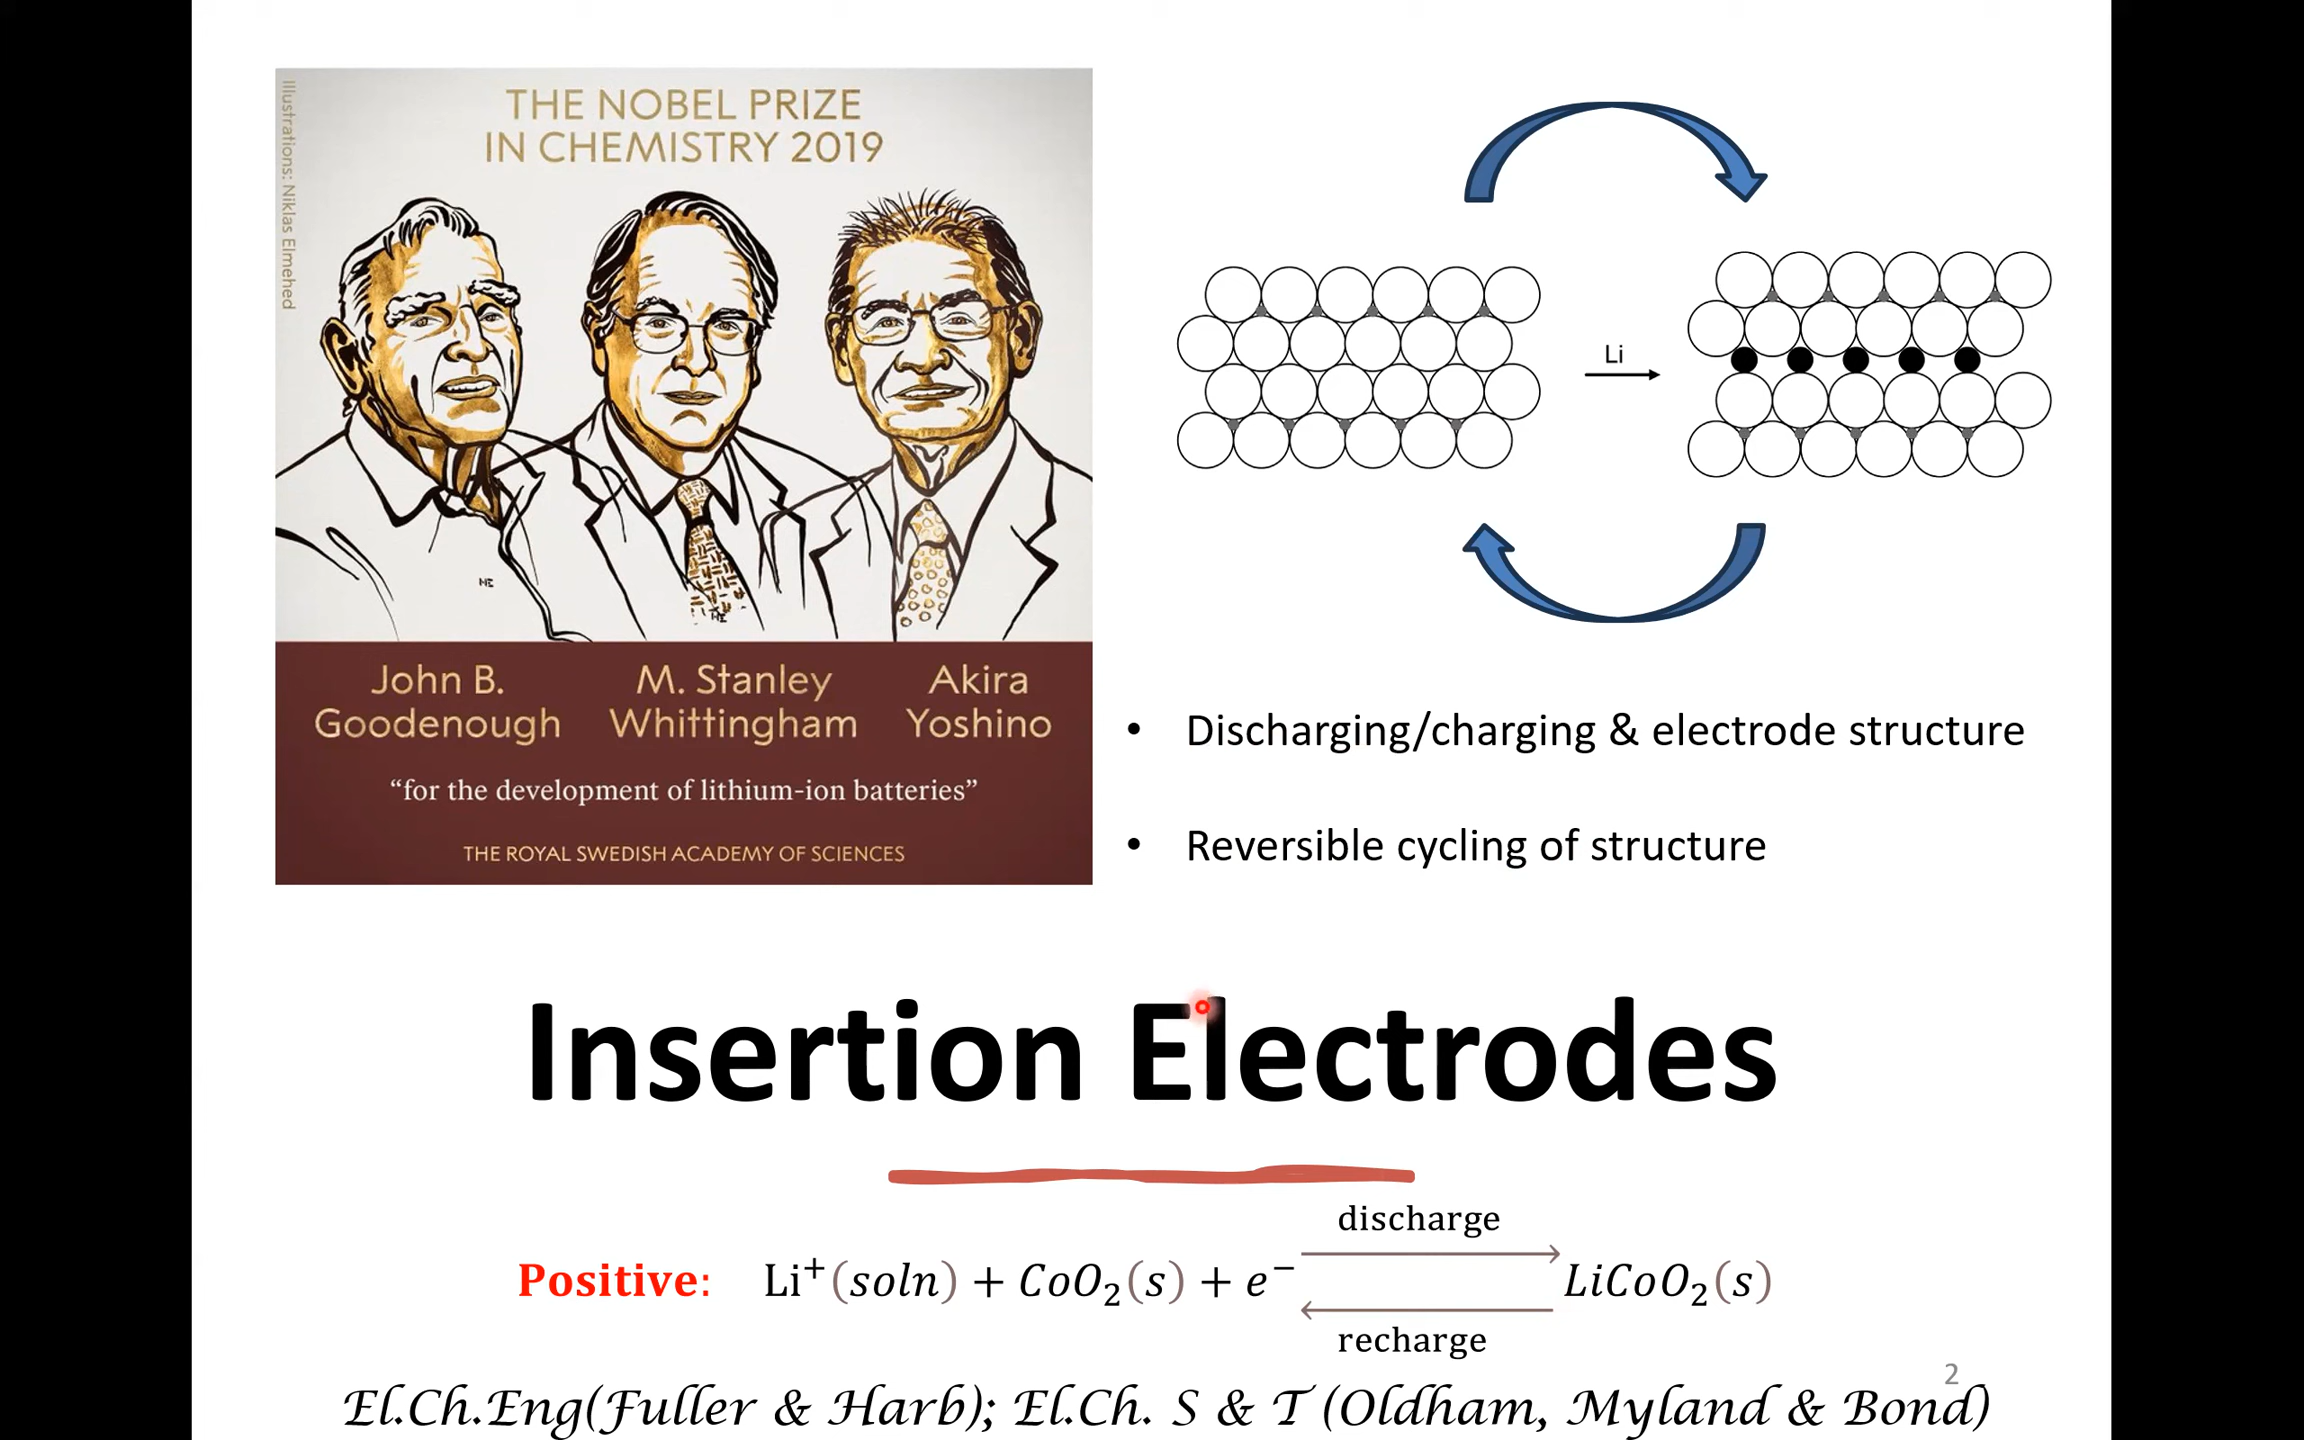 Illustrations: Niklas Elmehed
THE NOBEL PRIZE
IN CHEMISTRY 2019
NE
NE
John B.
Goodenough
M. Stanley
Whittingham
Akira
Yoshino
“for the development of lithium-ion batteries”
THE ROYAL SWEDISH ACADEMY OF SCIENCES
Li
• Discharging/charging & electrode structure
• Reversible cycling of structure
Insertion Electrodes
discharge
Positive: Li⁺(soln) + CoO₂(s) + e⁻ LiCoO₂(s)
recharge
2
El.Ch.Eng(Fuller & Harb); El.Ch. S & T (Oldham, Myland & Bond)